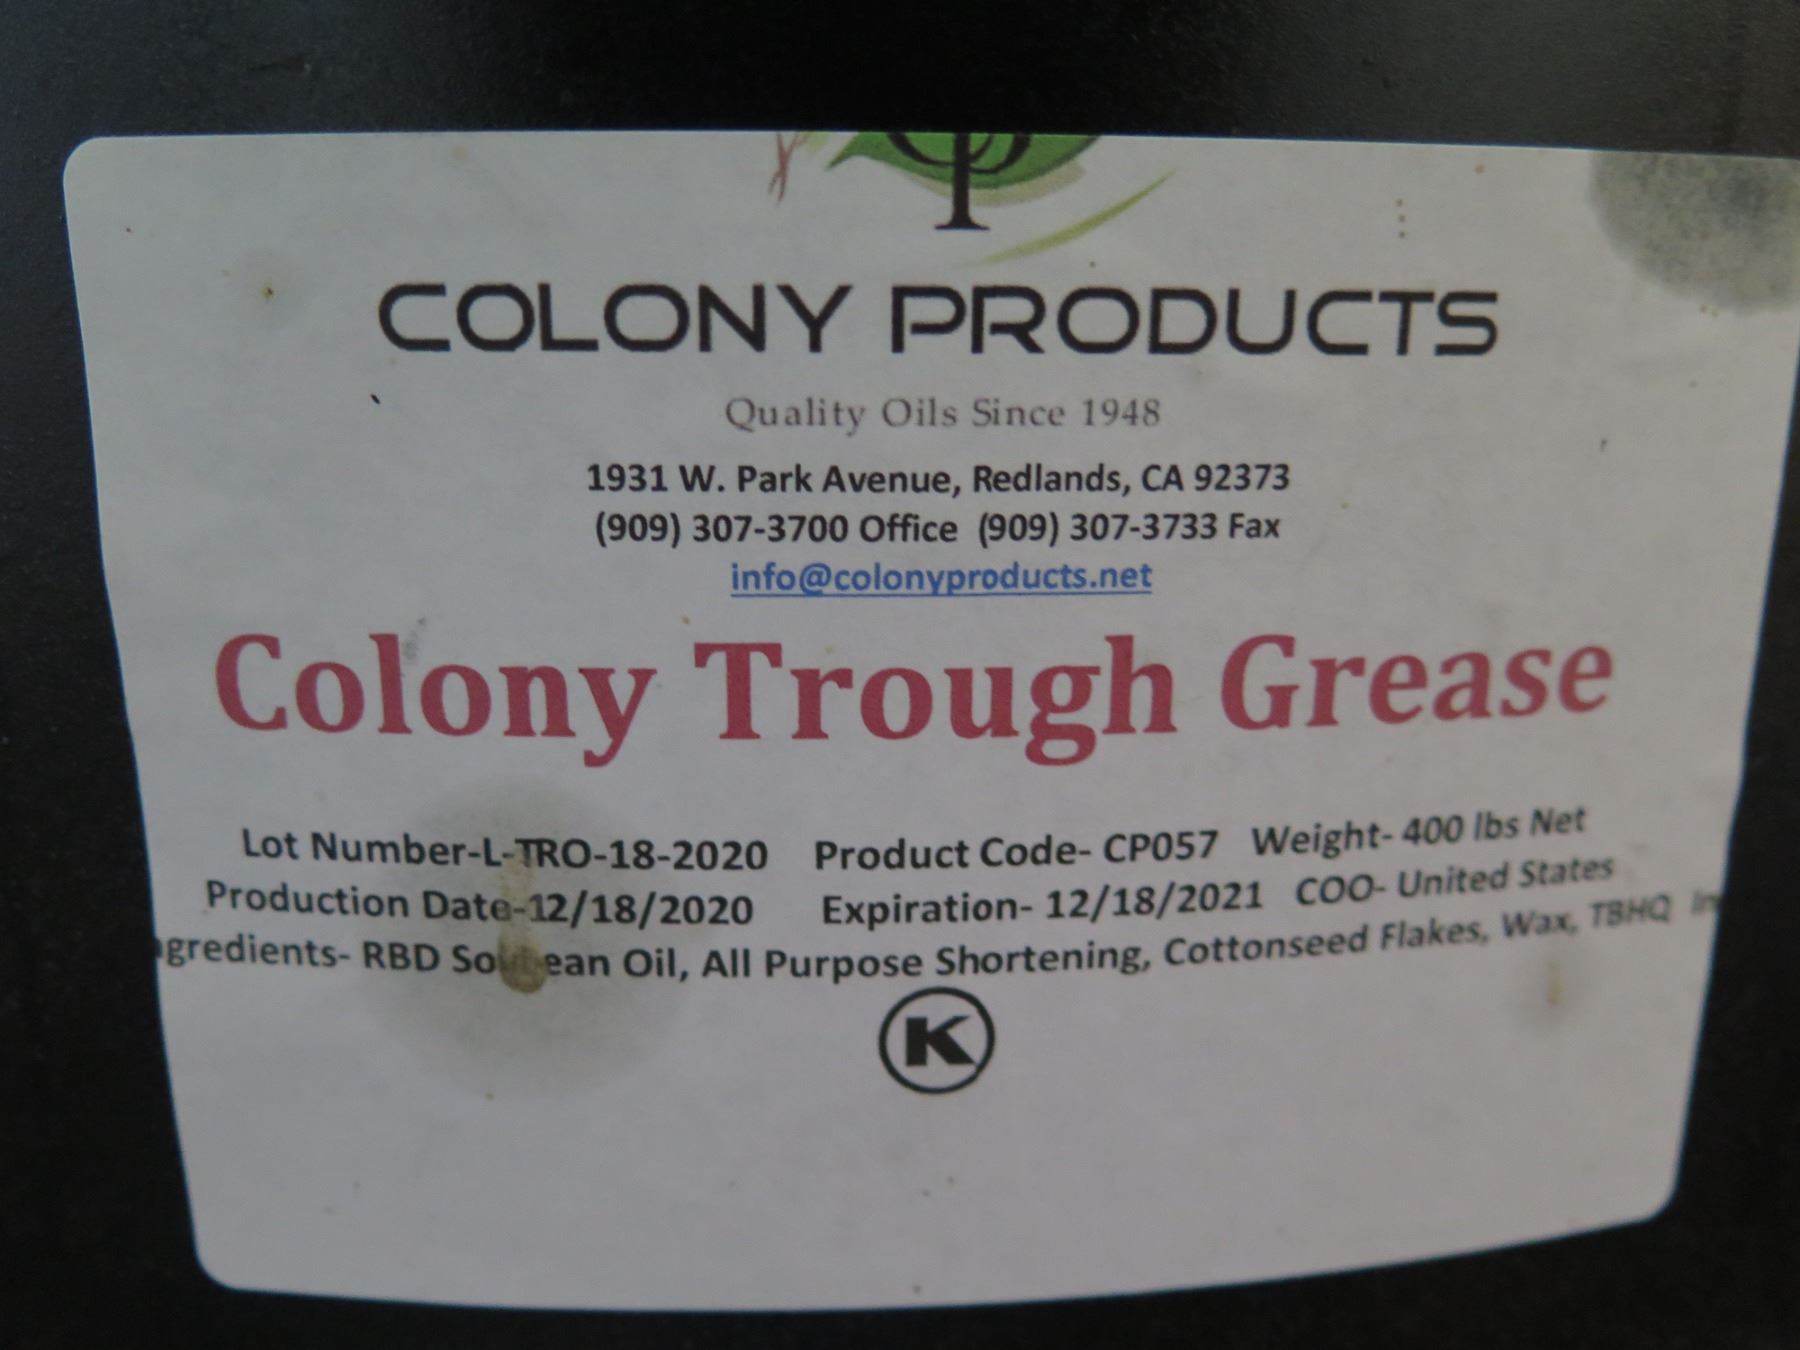 COLONY PRODUCTS
Quality Oils Since 1948
1931 W. Park Avenue, Redlands, CA 92373
(909) 307-3700 Office (909) 307-3733 Fax
info@colonyproducts.net
Colony Trough Grease
Lot Number-L-TRO-18-2020 Product Code- CP057 Weight- 400 lbs Net
Production Date-12/18/2020 Expiration- 12/18/2021 COO- United States
ngredients- RBD Soybean Oil, All Purpose Shortening, Cottonseed Flakes, Wax, TBHQ In
K